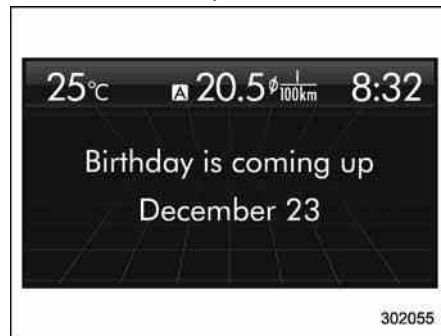 25℃ A 20.5 ∅ l/100km 8:32
Birthday is coming up
December 23
302055